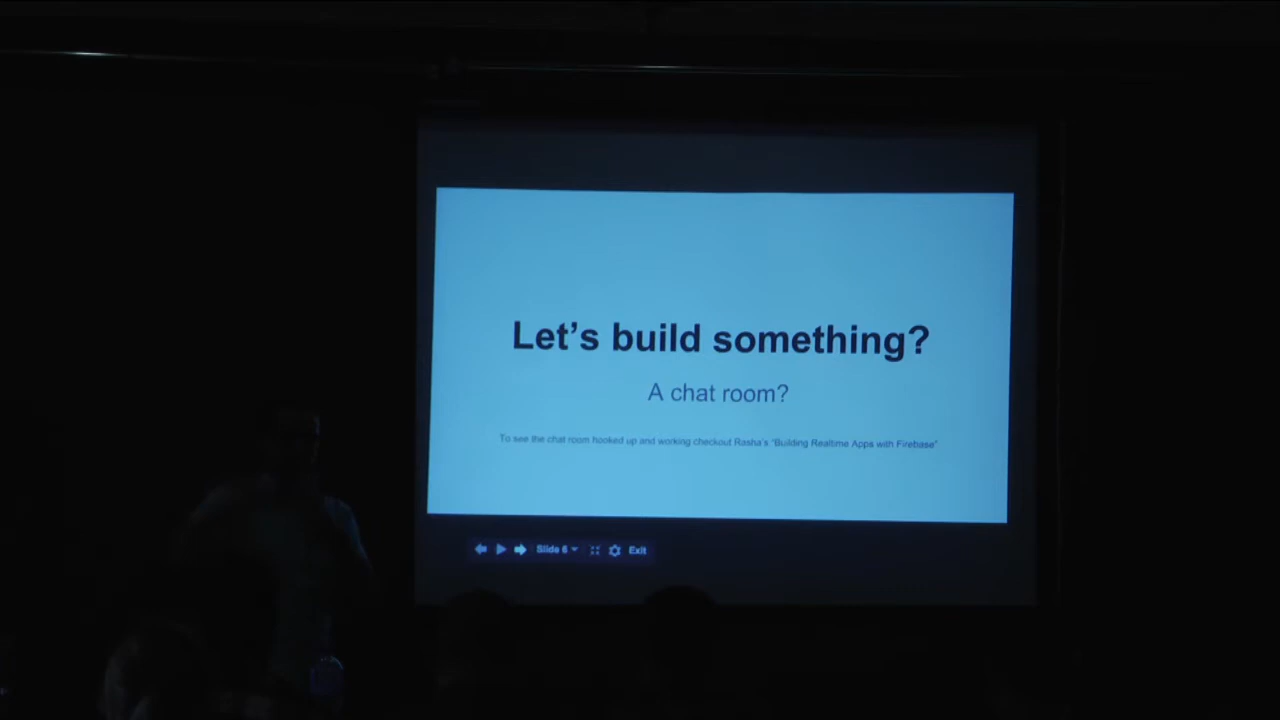 Let's build something?
A chat room?
To see the chat room hooked up and working checkout Rasha's "Building Realtime Apps with Firebase"
Slide 6 Exit